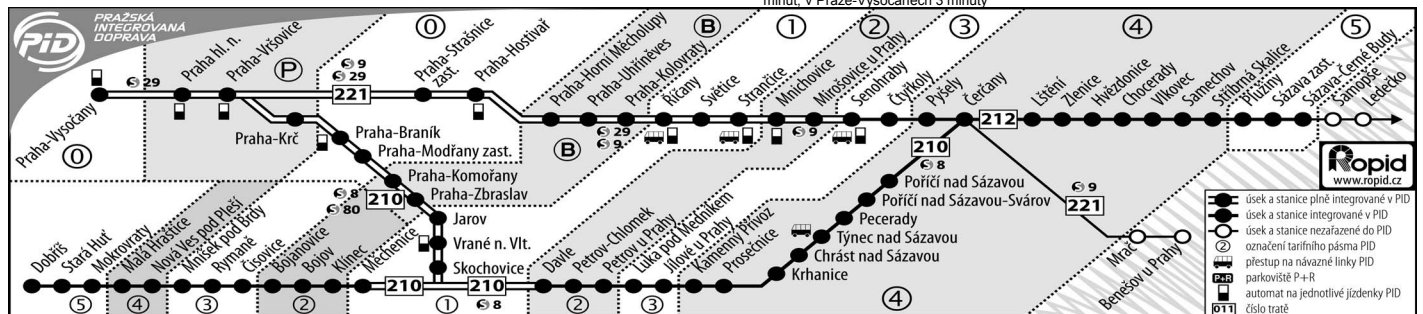 minut, v Praze-Vysočanech 3 minuty
PID
PRAŽSKÁ
INTEGROVANÁ
DOPRAVA
0
B
1
2
3
4
5
S 29
Praha hl. n.
Praha-Vršovice
P
S 9
S 29
221
Praha-Strašnice
zast.
Praha-Hostivař
Praha-Horní Měcholupy
Praha-Uhříněves
Praha-Kolovraty
Říčany
Světice
Strančice
Mnichovice
Mirošovice u Prahy
Senohraby
Čtyřkoly
Pyšely
Čerčany
212
Lštění
Zlenice
Hvězdonice
Chocerady
Vlkovec
Samechov
Stříbrná Skalice
Plužiny
Sázava zast.
Sázava-Černé Budy
Samopše
Ledečko
Praha-Vysočany
0
Praha-Krč
Praha-Braník
Praha-Modřany zast.
Praha-Komořany
Praha-Zbraslav
B
S 29
S 9
S 9
210
S 8
S 8
S 80
210
Jarov
Vrané n. Vlt.
Skochovice
Poříčí nad Sázavou
Poříčí nad Sázavou-Svárov
Pecerady
Týnec nad Sázavou
Chrást nad Sázavou
Krhanice
S 9
221
Mrač
Benešov u Prahy
Dobříš
Stará Huť
Mokrovraty
Malá Hraštice
Nová Ves pod Pleší
Mníšek pod Brdy
Rymaně
Čisovice
Bojanovice
Bojov
Klínec
Měchenice
210
210
S 8
Davle
Petrov-Chlomek
Petrov u Prahy
Luka pod Medníkem
Jílové u Prahy
Kamenný Přívoz
Prosečnice
5
4
3
2
1
2
3
4
Ropid
www.ropid.cz
úsek a stanice plně integrované v PID
úsek a stanice integrované v PID
úsek a stanice nezařazené do PID
2 označení tarifního pásma PID
přestup na návazné linky PID
P+R parkoviště P+R
automat na jednotlivé jízdenky PID
011 číslo tratě